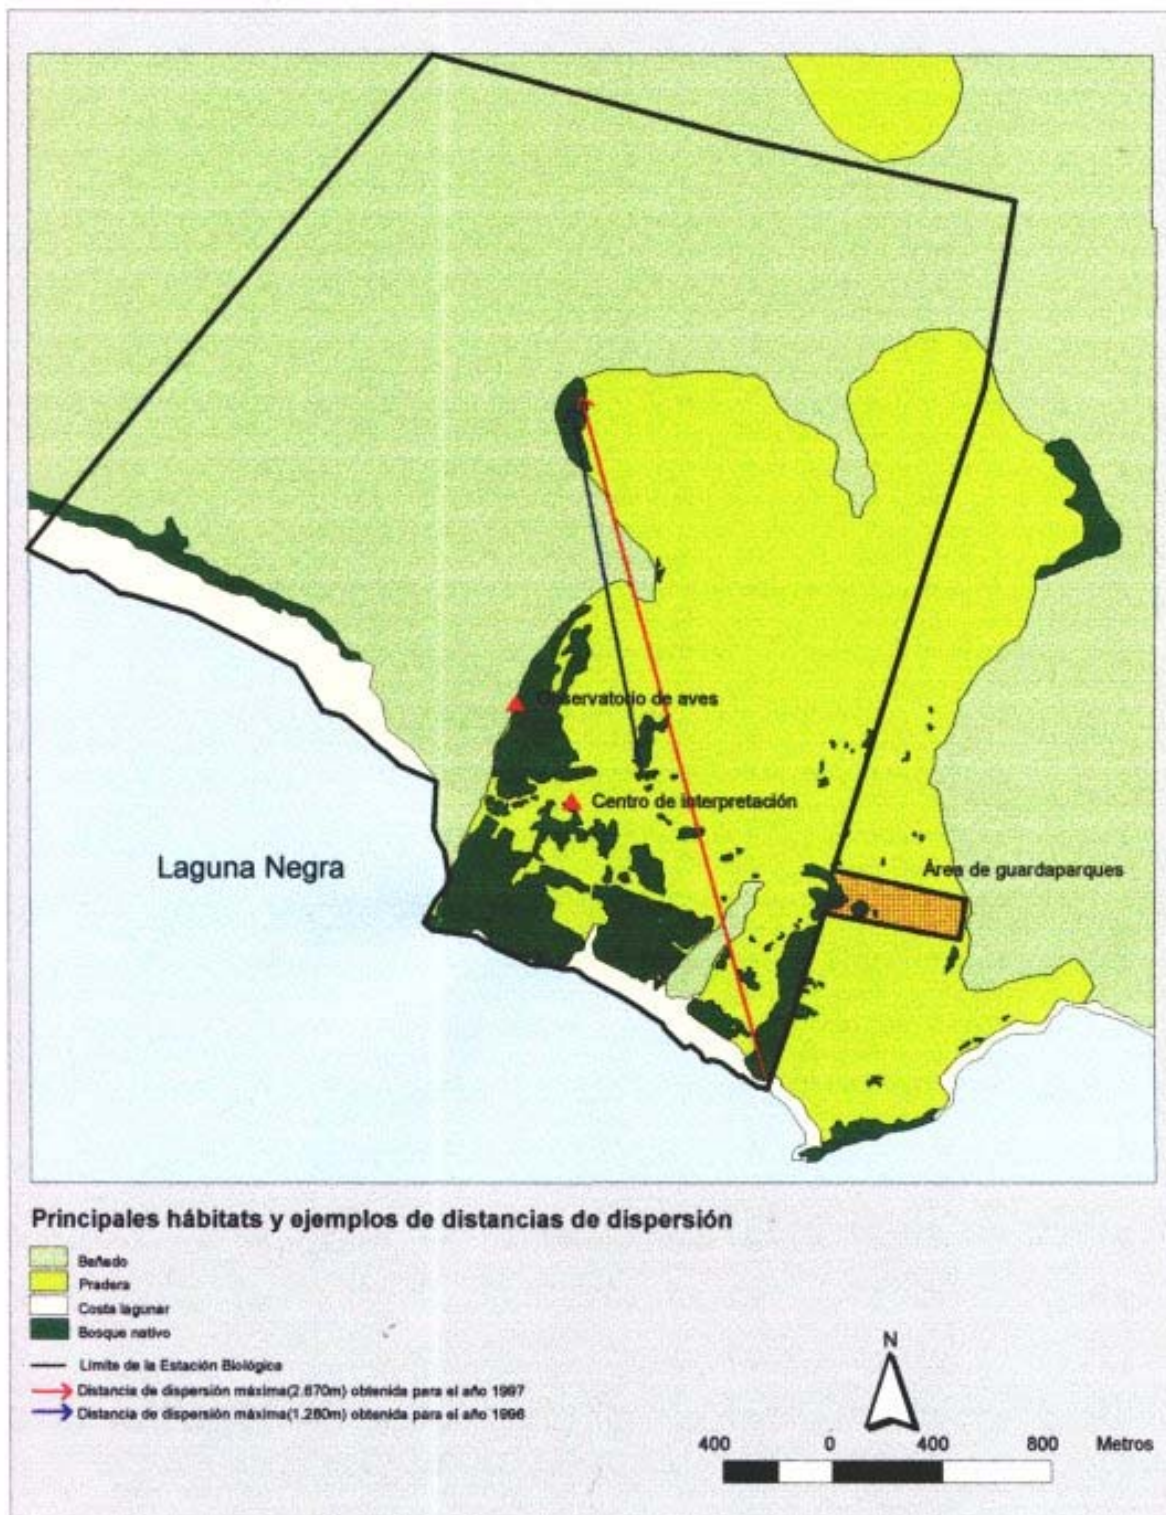 Observatorio de aves
Centro de interpretación
Laguna Negra
Área de guardaparques
Principales hábitats y ejemplos de distancias de dispersión
Bañado
Pradera
Costa lagunar
Bosque nativo
Límite de la Estación Biológica
Distancia de dispersión máxima(2.670m) obtenida para el año 1997
Distancia de dispersión máxima(1.280m) obtenida para el año 1996
N
400 0 400 800 Metros